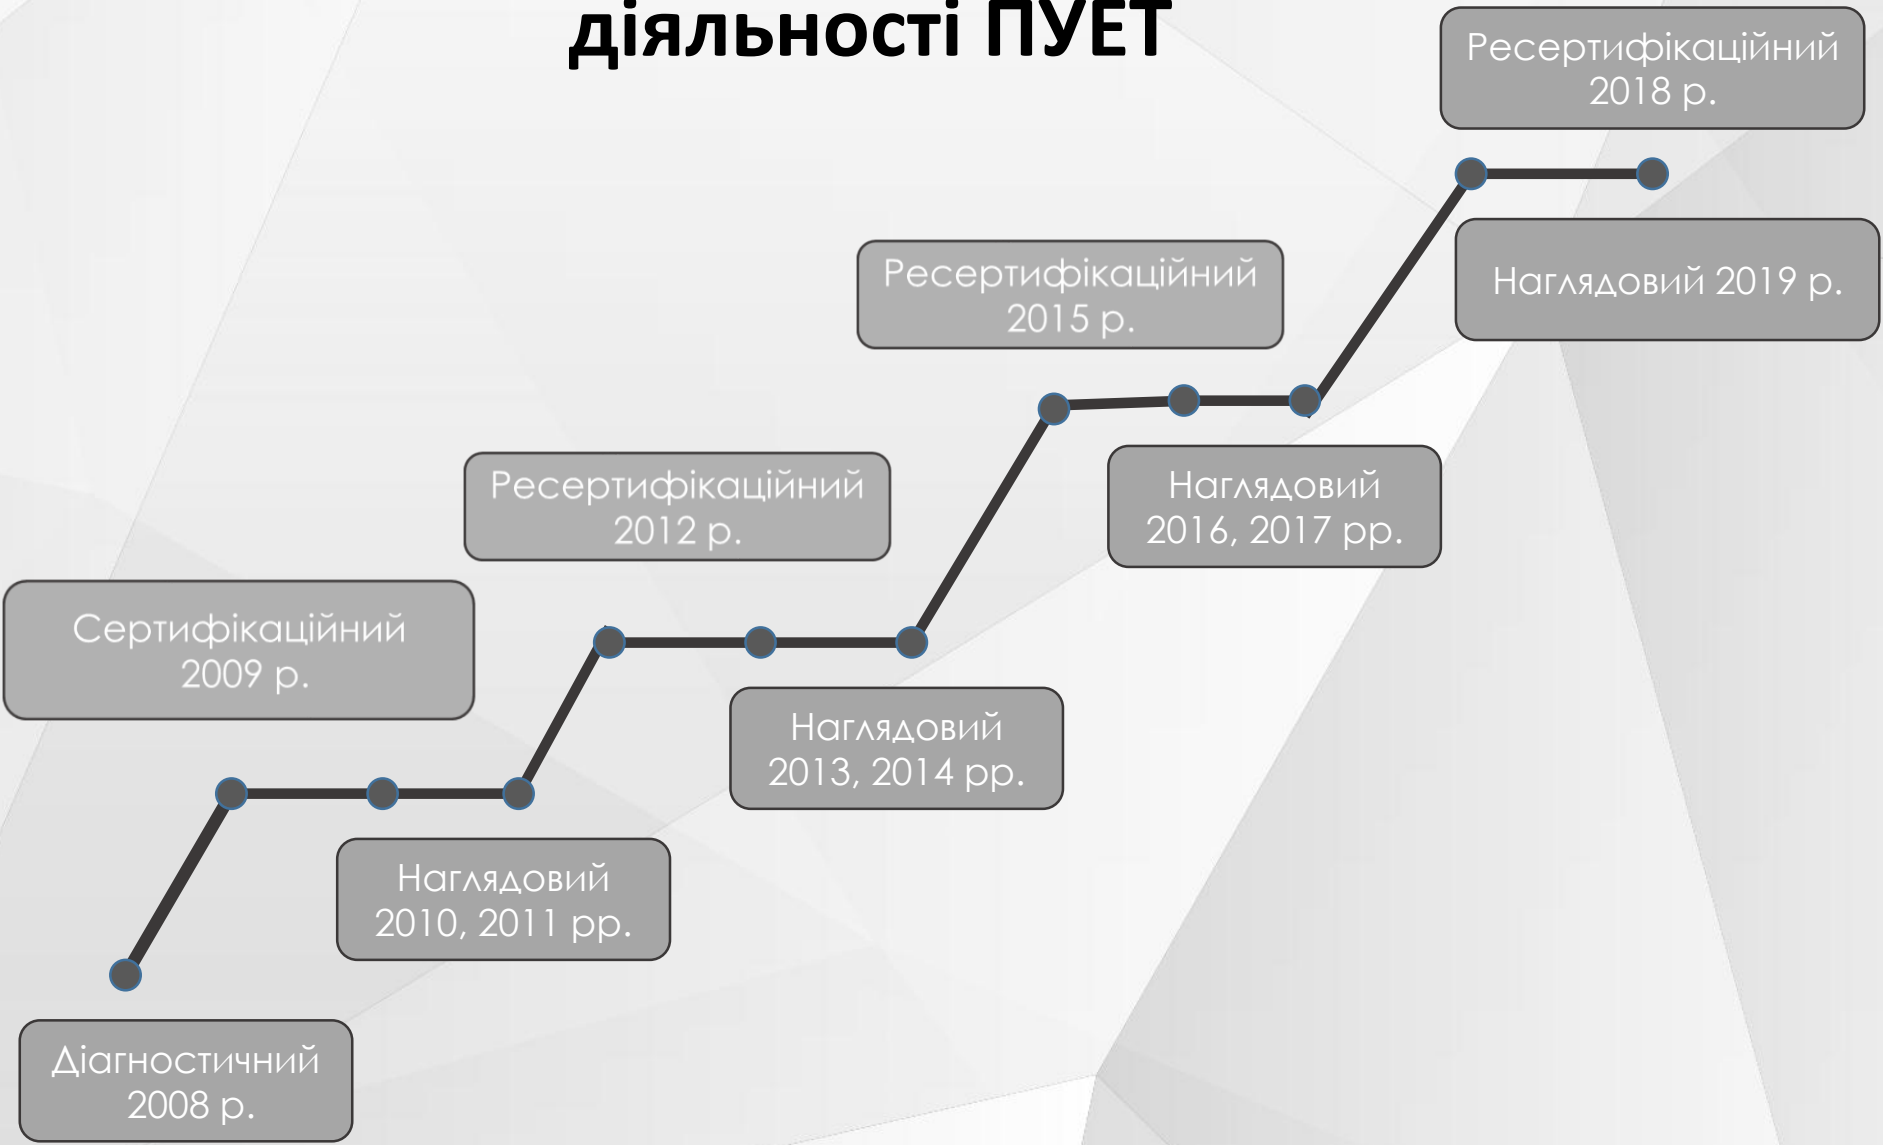 діяльності ПУЕТ
Ресертифікаційний
2018 р.
Наглядовий 2019 р.
Ресертифікаційний
2015 р.
Наглядовий
2016, 2017 рр.
Ресертифікаційний
2012 р.
Наглядовий
2013, 2014 рр.
Сертифікаційний
2009 р.
Наглядовий
2010, 2011 рр.
Діагностичний
2008 р.